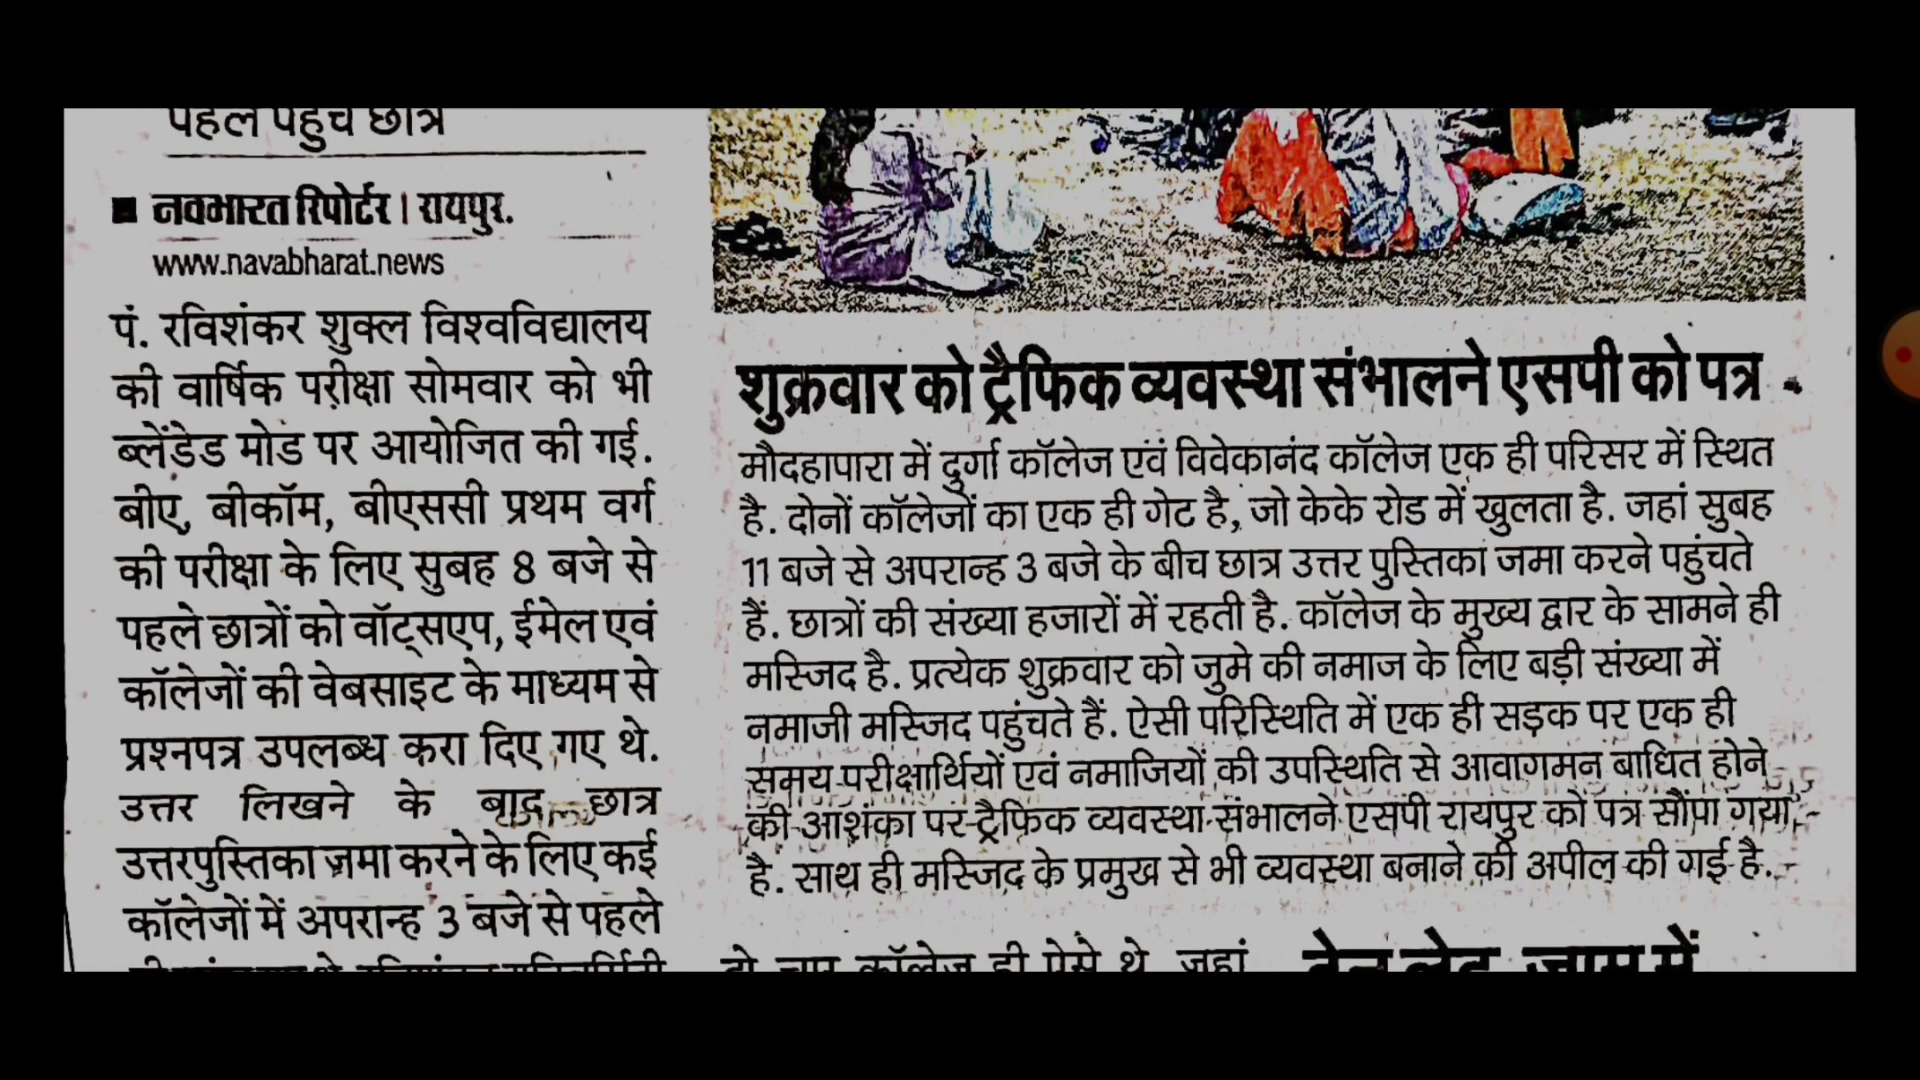 पहले पहुंचे छात्र
■ नवभारत रिपोर्टर | रायपुर.
www.navabharat.news
पं. रविशंकर शुक्ल विश्वविद्यालय
की वार्षिक परीक्षा सोमवार को भी
ब्लेंडेड मोड पर आयोजित की गई.
बीए, बीकॉम, बीएससी प्रथम वर्ग
की परीक्षा के लिए सुबह 8 बजे से
पहले छात्रों को वॉट्सएप, ईमेल एवं
कॉलेजों की वेबसाइट के माध्यम से
प्रश्नपत्र उपलब्ध करा दिए गए थे.
उत्तर लिखने के बाद छात्र
उत्तरपुस्तिका जमा करने के लिए कई
कॉलेजों में अपरान्ह 3 बजे से पहले
शुक्रवार को ट्रैफिक व्यवस्था संभालने एसपी को पत्र
मौदहापारा में दुर्गा कॉलेज एवं विवेकानंद कॉलेज एक ही परिसर में स्थित
है. दोनों कॉलेजों का एक ही गेट है, जो केके रोड में खुलता है. जहां सुबह
11 बजे से अपरान्ह 3 बजे के बीच छात्र उत्तर पुस्तिका जमा करने पहुंचते
हैं. छात्रों की संख्या हजारों में रहती है. कॉलेज के मुख्य द्वार के सामने ही
मस्जिद है. प्रत्येक शुक्रवार को जुमे की नमाज के लिए बड़ी संख्या में
नमाजी मस्जिद पहुंचते हैं. ऐसी परिस्थिति में एक ही सड़क पर एक ही
समय परीक्षार्थियों एवं नमाजियों की उपस्थिति से आवागमन बाधित होने
की आशंका पर ट्रैफिक व्यवस्था संभालने एसपी रायपुर को पत्र सौंपा गया
है. साथ ही मस्जिद के प्रमुख से भी व्यवस्था बनाने की अपील की गई है.
कॉलेज ही ऐसे थे, जहां